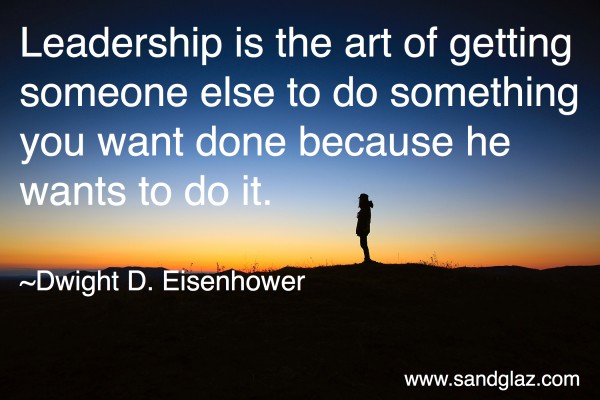 Leadership is the art of getting
someone else to do something
you want done because he
wants to do it.
~Dwight D. Eisenhower
www.sandglaz.com